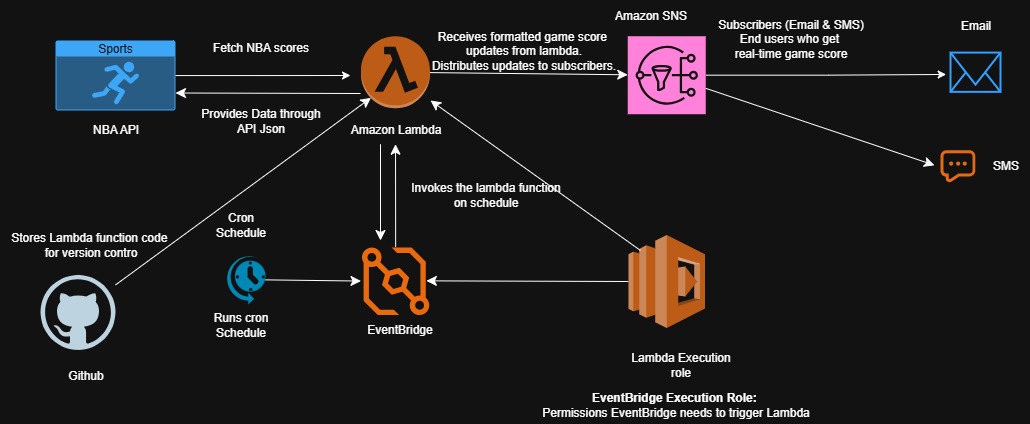 Sports
NBA API
Fetch NBA scores
Provides Data through
API Json
Amazon Lambda
Receives formatted game score
updates from lambda.
Distributes updates to subscribers.
Amazon SNS
Subscribers (Email & SMS)
End users who get
real-time game score
Email
SMS
Invokes the lambda function
on schedule
Stores Lambda function code
for version contro
Github
Cron
Schedule
Runs cron
Schedule
EventBridge
Lambda Execution
role
EventBridge Execution Role:
Permissions EventBridge needs to trigger Lambda